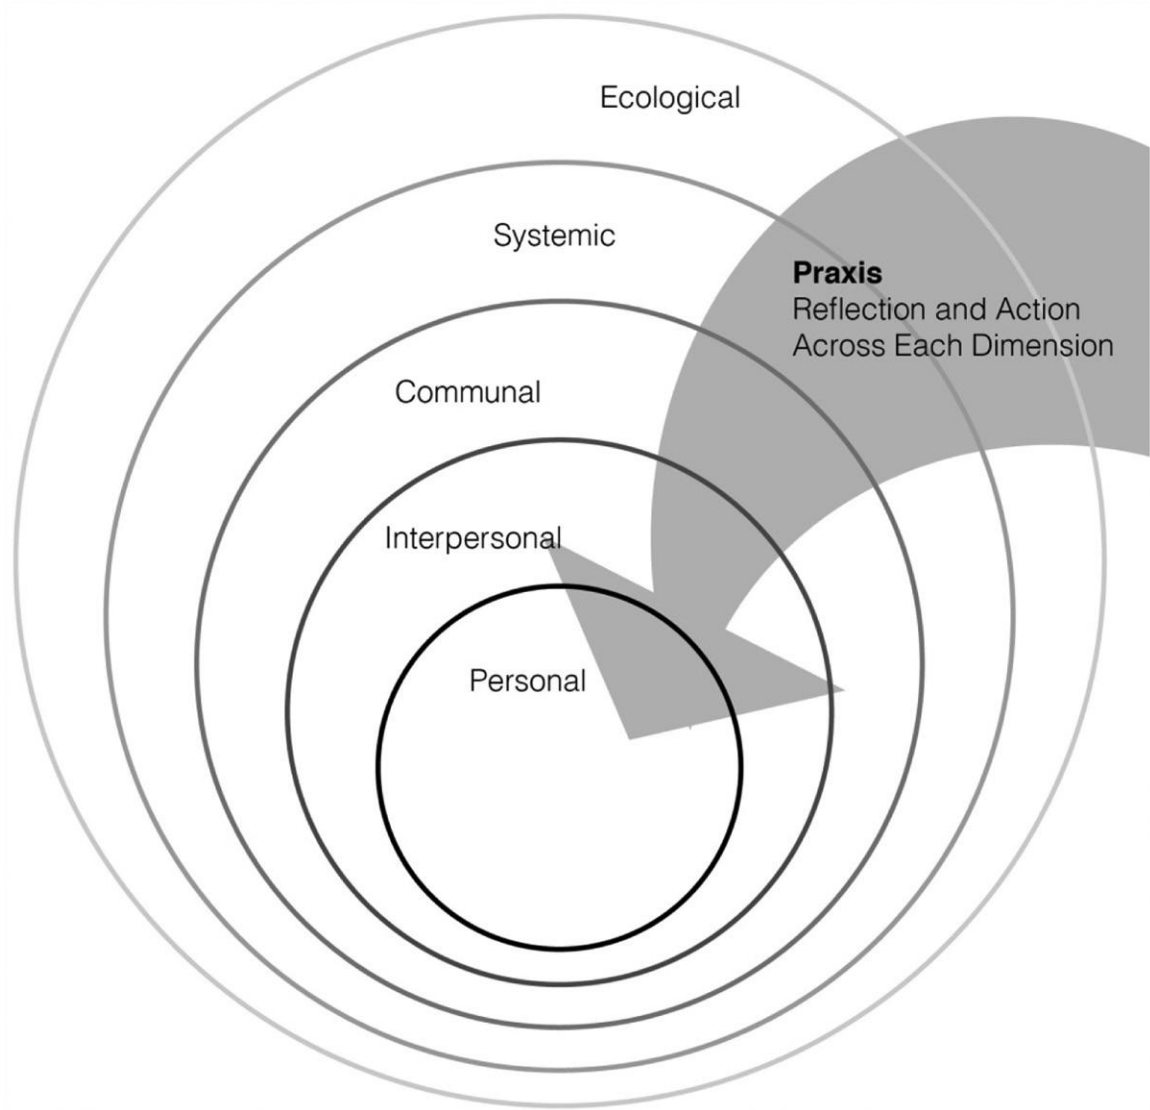 Ecological
Systemic
Praxis
Reflection and Action
Across Each Dimension
Communal
Interpersonal
Personal